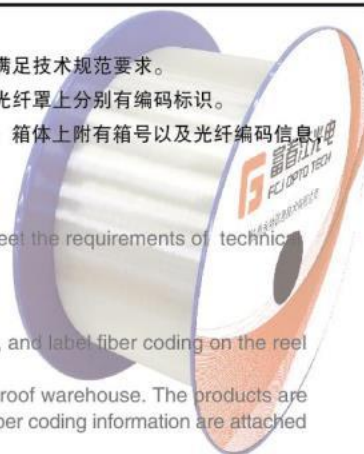 满足技术规范要求。
光纤罩上分别有编码标识。
箱体上附有箱号以及光纤编码信息,
富春江光电
FCJ OPTO TECH
eet the requirements of technica
, and label fiber coding on the reel
roof warehouse. The products are
ber coding information are attached